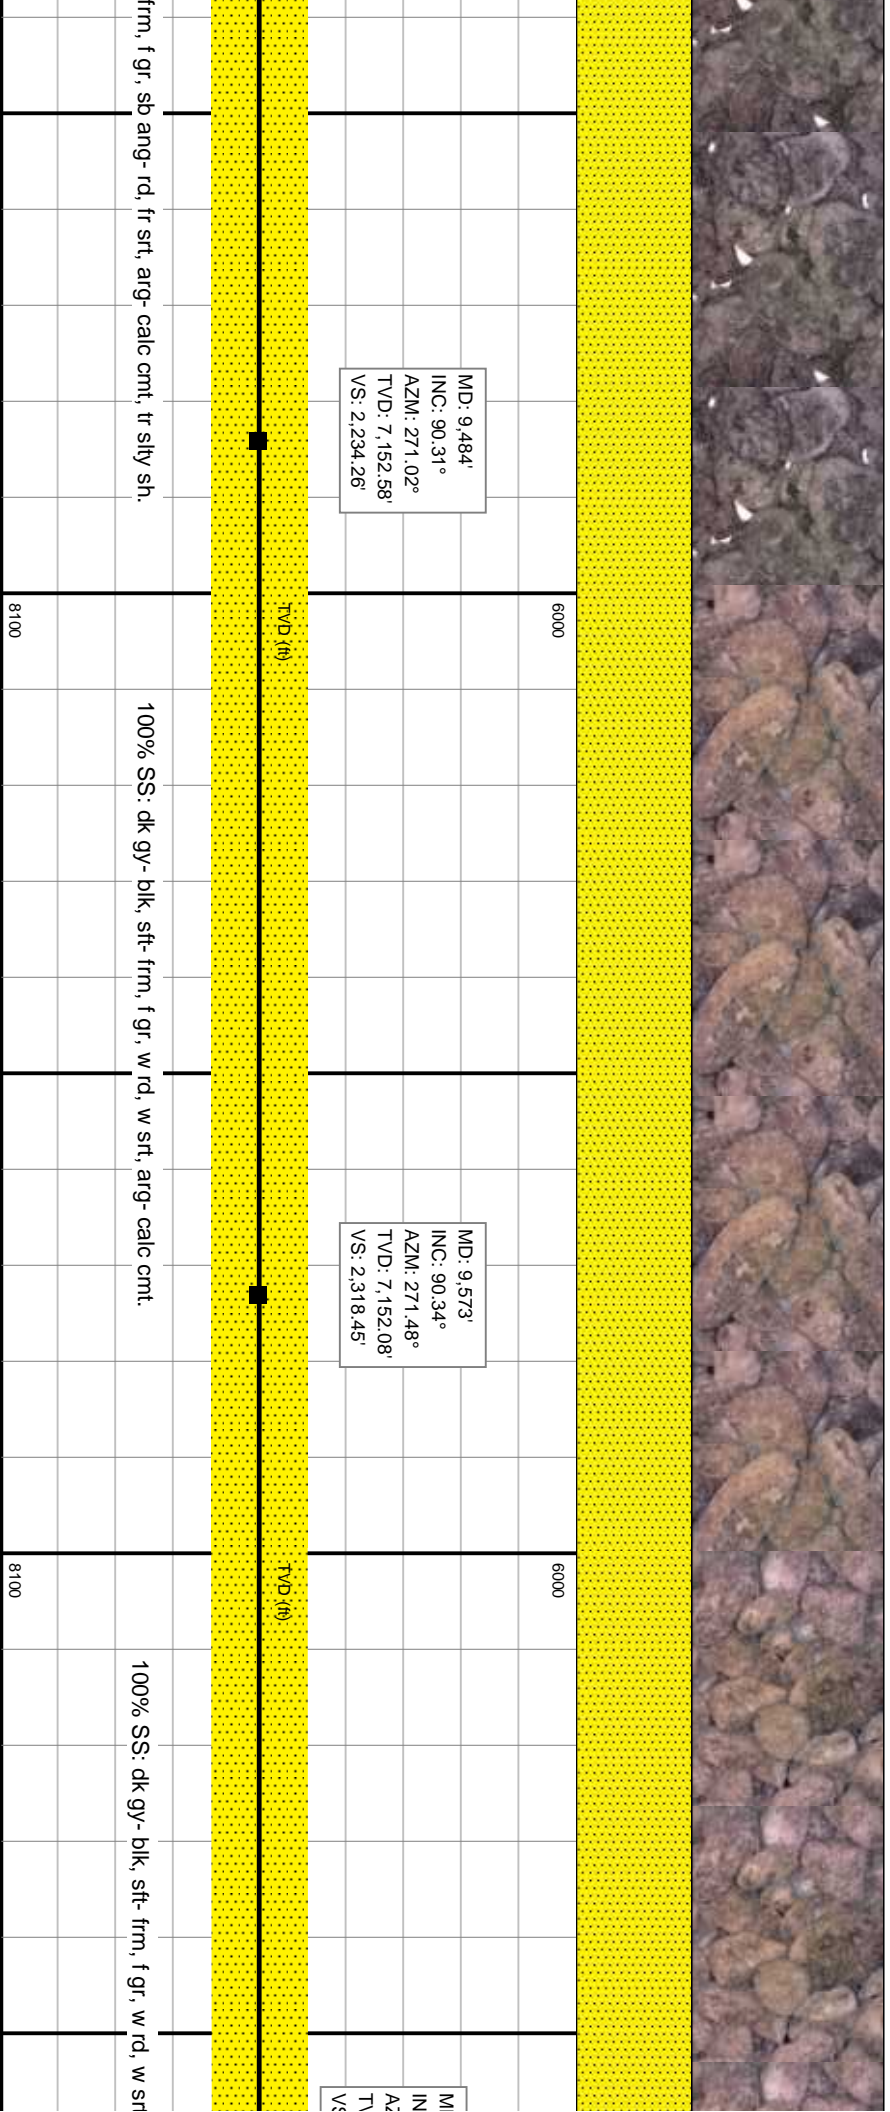 frm, f gr, sb ang- rd, fr srt, arg- calc cmt, tr slty sh.
MD: 9,484'
INC: 90.31°
AZM: 271.02°
TVD: 7,152.58'
VS: 2,234.26'
6000
TVD (ft)
8100
100% SS: dk gy- blk, sft- frm, f gr, w rd, w srt, arg- calc cmt.
MD: 9,573'
INC: 90.34°
AZM: 271.48°
TVD: 7,152.08'
VS: 2,318.45'
6000
TVD (ft)
8100
100% SS: dk gy- blk, sft- frm, f gr, w rd, w srt